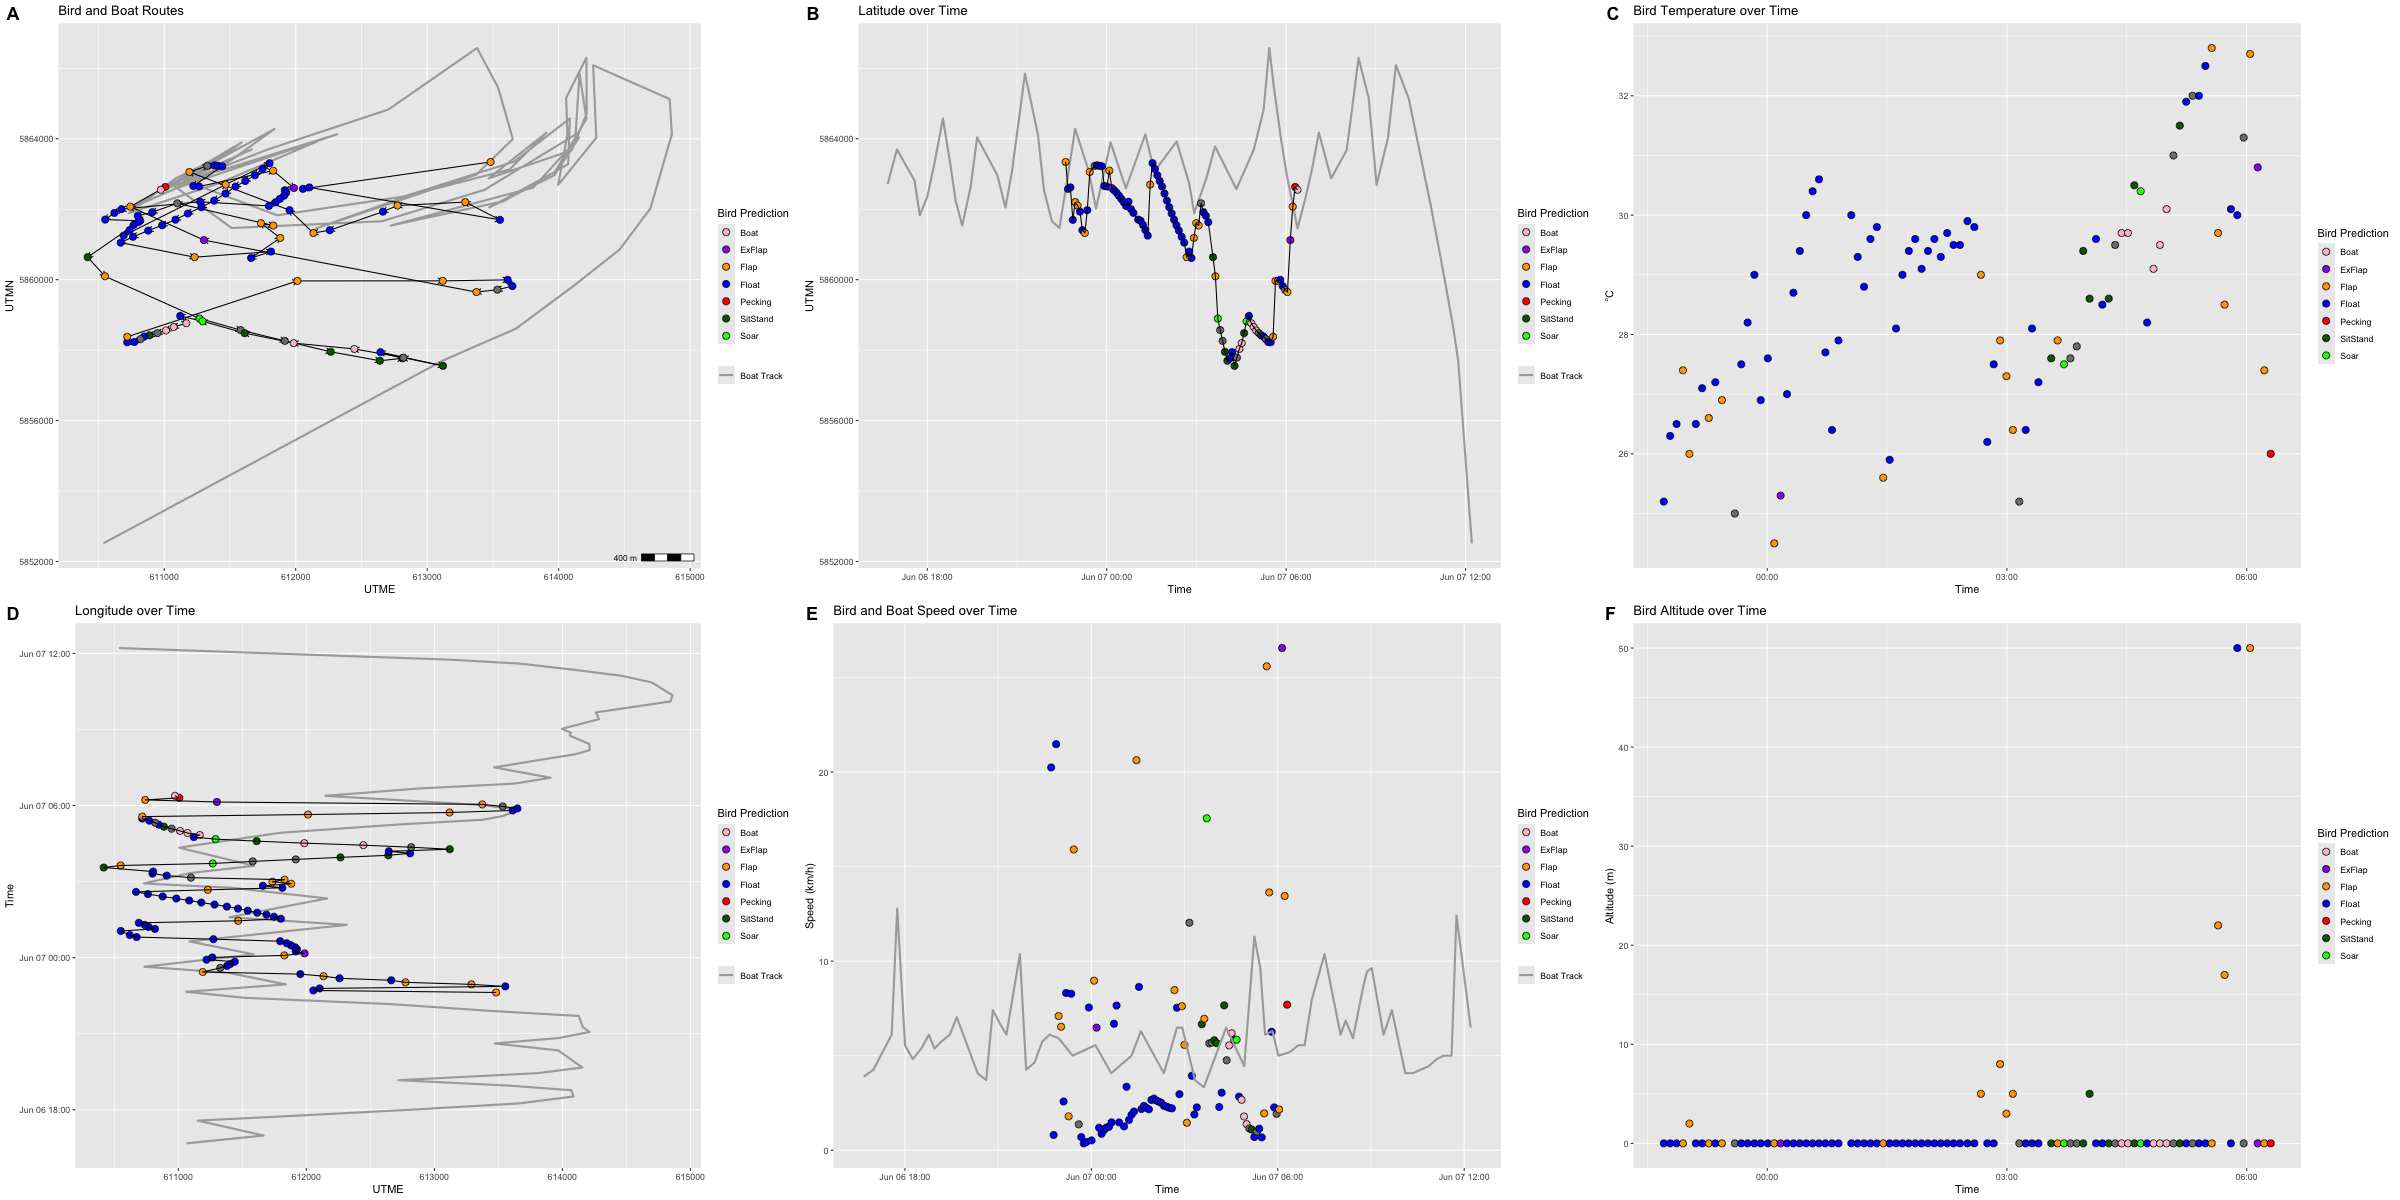 A Bird and Boat Routes
5864000
5860000
5856000
5852000
UTMN
611000 612000 613000 614000 615000
UTME
400 m
Bird Prediction
Boat
ExFlap
Flap
Float
Pecking
SitStand
Soar
Boat Track
B Latitude over Time
5864000
5860000
5856000
5852000
UTMN
Jun 06 18:00 Jun 07 00:00 Jun 07 06:00 Jun 07 12:00
Time
Bird Prediction
Boat
ExFlap
Flap
Float
Pecking
SitStand
Soar
Boat Track
C Bird Temperature over Time
32
30
28
26
°C
00:00 03:00 06:00
Time
Bird Prediction
Boat
ExFlap
Flap
Float
Pecking
SitStand
Soar
D Longitude over Time
Jun 07 12:00
Jun 07 06:00
Jun 07 00:00
Jun 06 18:00
Time
611000 612000 613000 614000 615000
UTME
Bird Prediction
Boat
ExFlap
Flap
Float
Pecking
SitStand
Soar
Boat Track
E Bird and Boat Speed over Time
20
10
0
Speed (km/h)
Jun 06 18:00 Jun 07 00:00 Jun 07 06:00 Jun 07 12:00
Time
Bird Prediction
Boat
ExFlap
Flap
Float
Pecking
SitStand
Soar
Boat Track
F Bird Altitude over Time
50
40
30
20
10
0
Altitude (m)
00:00 03:00 06:00
Time
Bird Prediction
Boat
ExFlap
Flap
Float
Pecking
SitStand
Soar